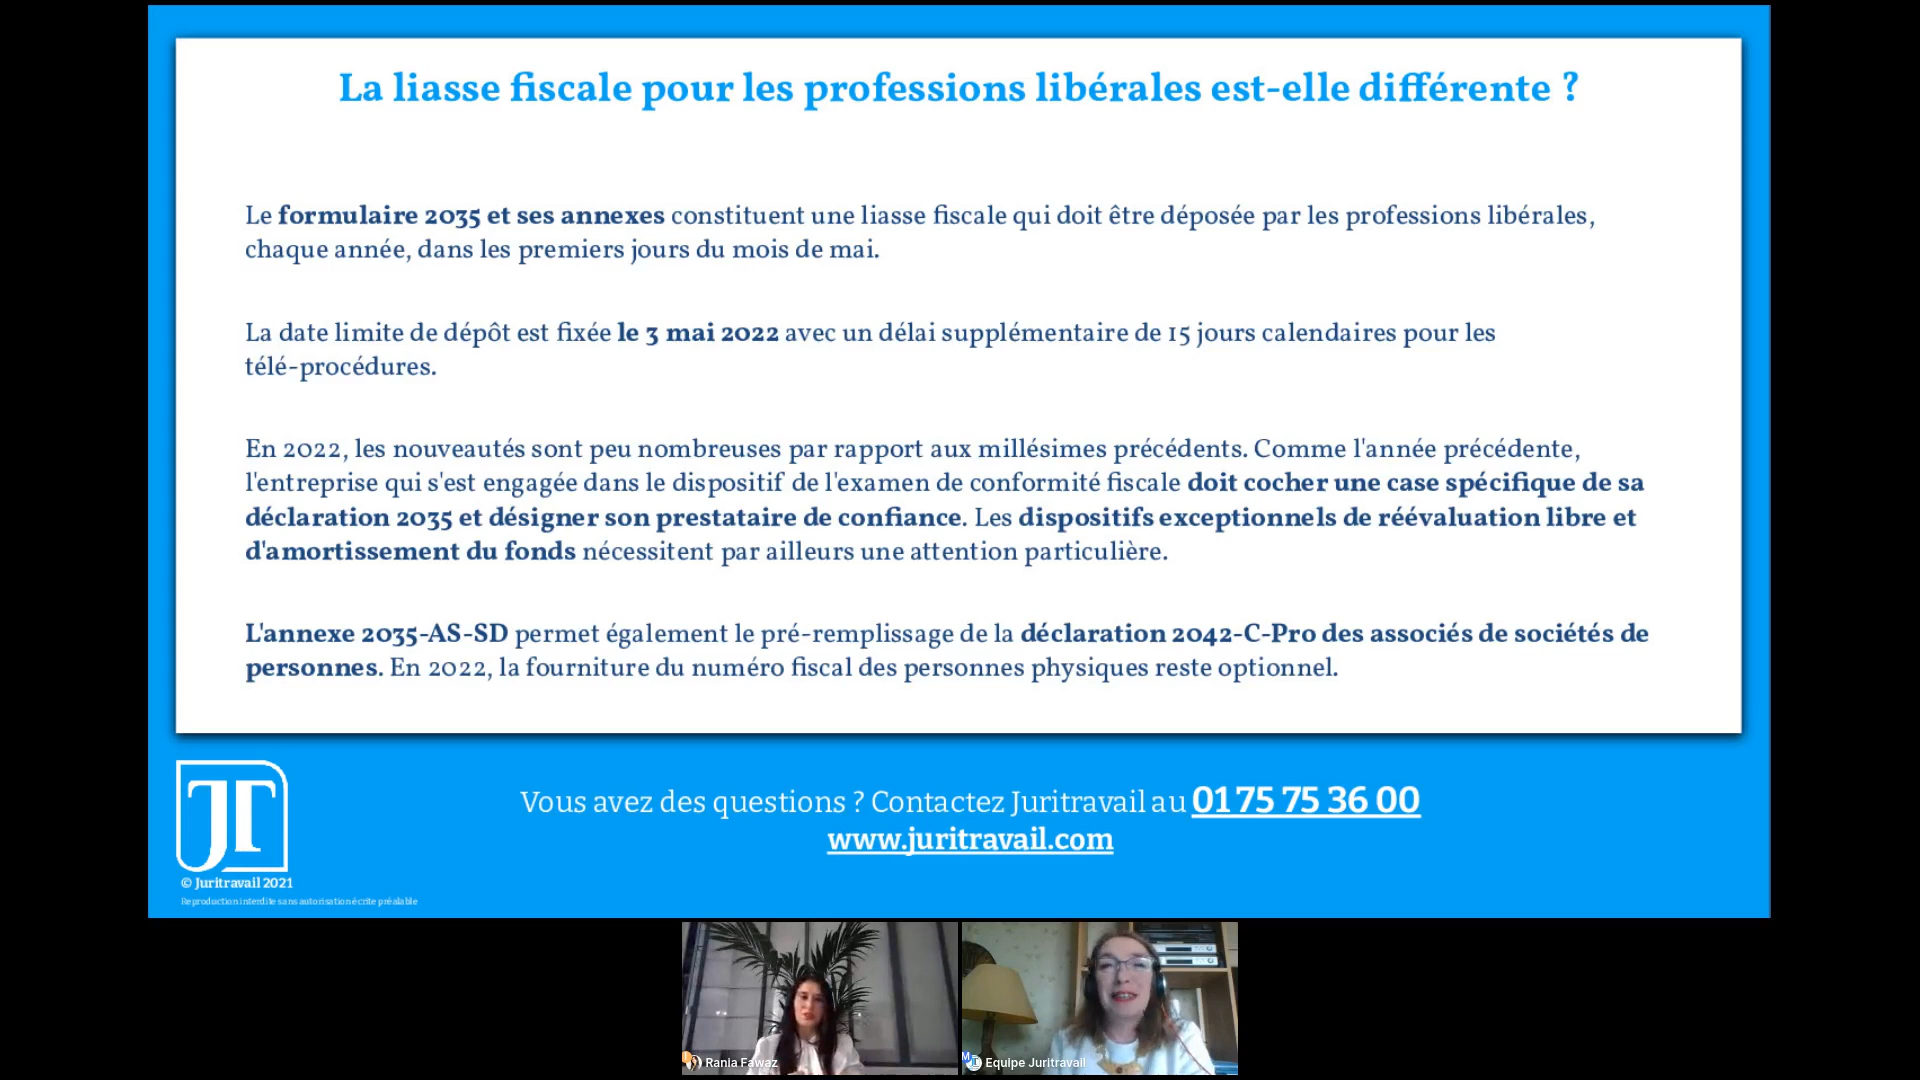 La liasse fiscale pour les professions libérales est-elle différente ?
Le formulaire 2035 et ses annexes constituent une liasse fiscale qui doit être déposée par les professions libérales,
chaque année, dans les premiers jours du mois de mai.
La date limite de dépôt est fixée le 3 mai 2022 avec un délai supplémentaire de 15 jours calendaires pour les
télé-procédures.
En 2022, les nouveautés sont peu nombreuses par rapport aux millésimes précédents. Comme l'année précédente,
l'entreprise qui s'est engagée dans le dispositif de l'examen de conformité fiscale doit cocher une case spécifique de sa
déclaration 2035 et désigner son prestataire de confiance. Les dispositifs exceptionnels de réévaluation libre et
d'amortissement du fonds nécessitent par ailleurs une attention particulière.
L'annexe 2035-AS-SD permet également le pré-remplissage de la déclaration 2042-C-Pro des associés de sociétés de
personnes. En 2022, la fourniture du numéro fiscal des personnes physiques reste optionnel.
JT
Vous avez des questions ? Contactez Juritravail au 01 75 75 36 00
www.juritravail.com
© Juritravail 2021
Reproduction interdite sans autorisation écrite préalable
Rania Fawaz
Equipe Juritravail